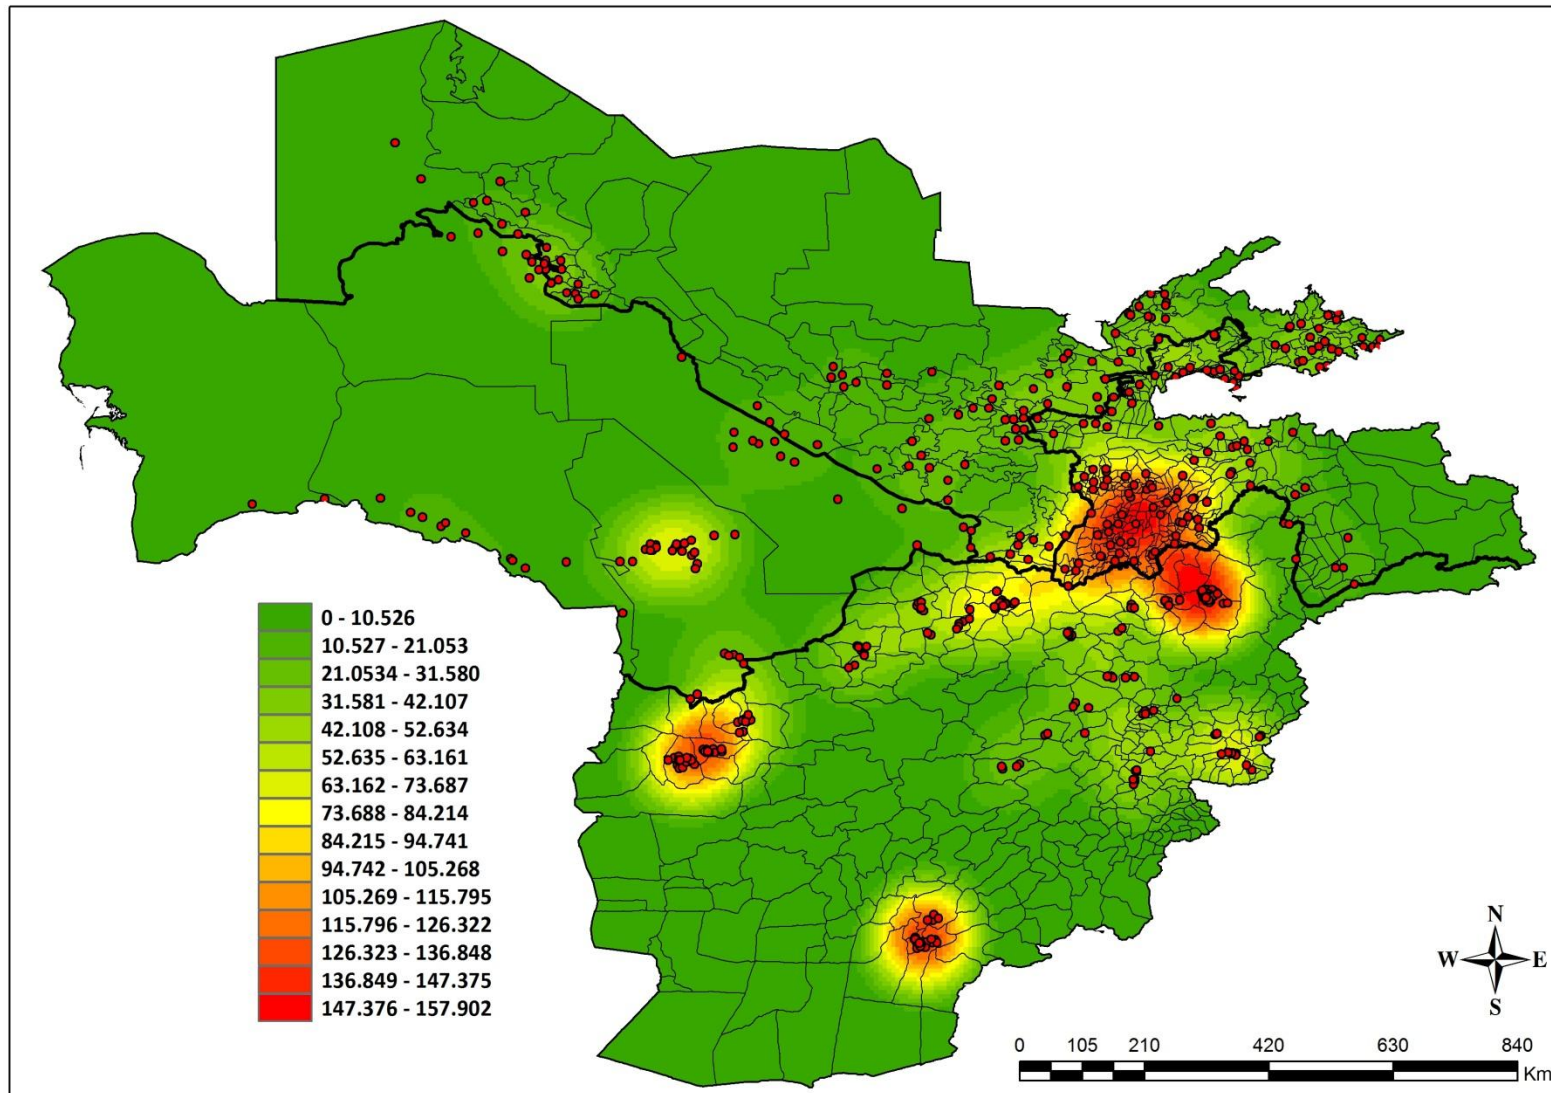 0 - 10.526
10.527 - 21.053
21.0534 - 31.580
31.581 - 42.107
42.108 - 52.634
52.635 - 63.161
63.162 - 73.687
73.688 - 84.214
84.215 - 94.741
94.742 - 105.268
105.269 - 115.795
115.796 - 126.322
126.323 - 136.848
136.849 - 147.375
147.376 - 157.902
N
W E
S
0 105 210 420 630 840
Km